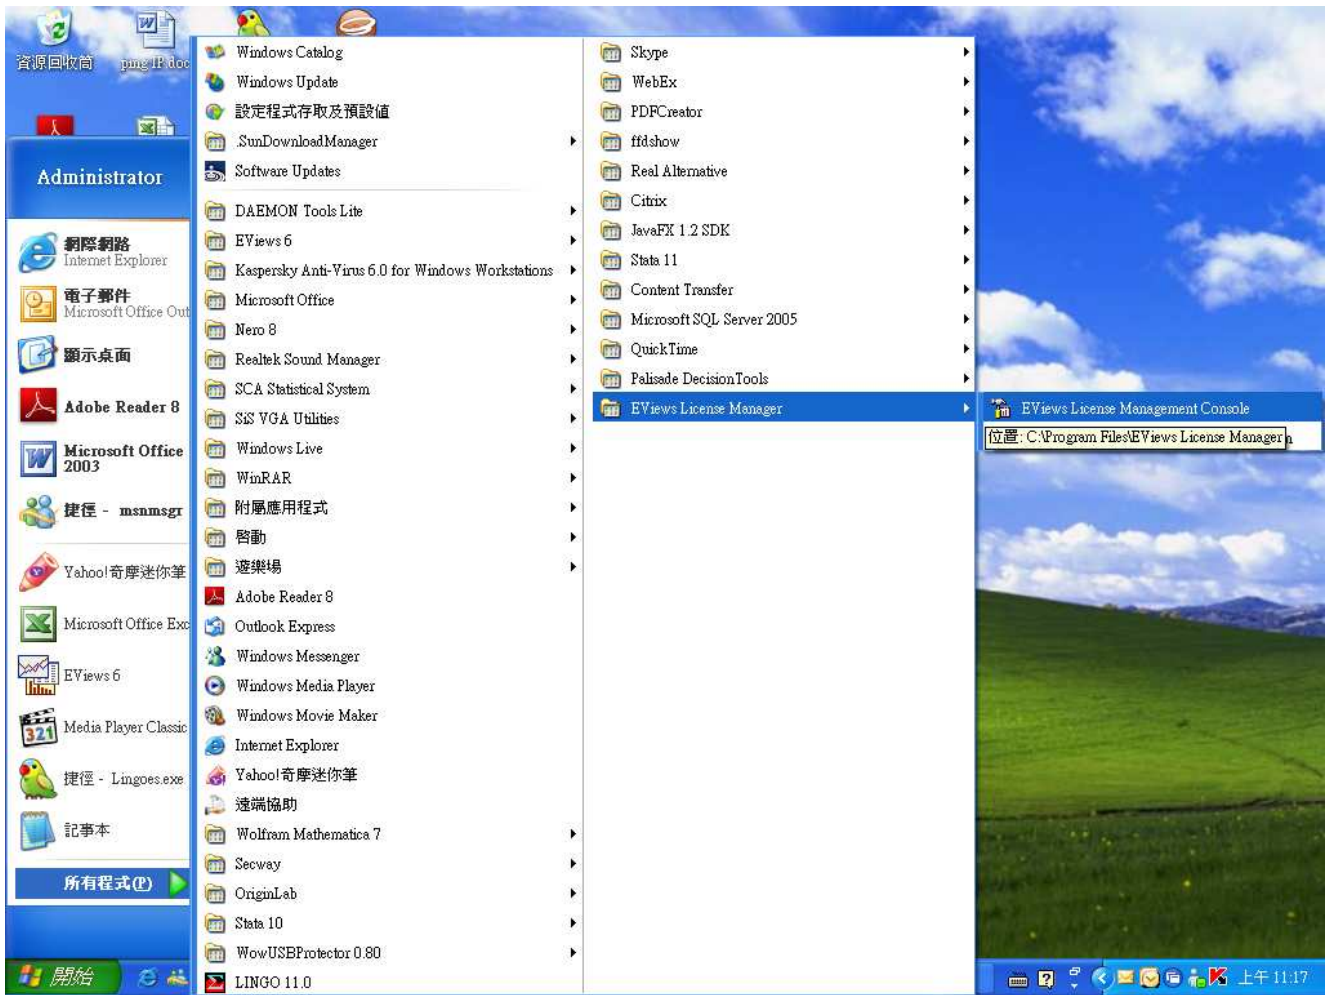 資源回收筒
ping IP.doc
Administrator
網際網路
Internet Explorer
電子郵件
Microsoft Office Out
顯示桌面
Adobe Reader 8
Microsoft Office
2003
捷徑 - msnmsgr
Yahoo!奇摩迷你筆
Microsoft Office Exc
EViews 6
Media Player Classic
捷徑 - Lingoes.exe
記事本
所有程式(P)
開始
Windows Catalog
Windows Update
設定程式存取及預設值
.SunDownloadManager
Software Updates
DAEMON Tools Lite
EViews 6
Kaspersky Anti-Virus 6.0 for Windows Workstations
Microsoft Office
Nero 8
Realtek Sound Manager
SCA Statistical System
SiS VGA Utilities
Windows Live
WinRAR
附屬應用程式
啟動
遊樂場
Adobe Reader 8
Outlook Express
Windows Messenger
Windows Media Player
Windows Movie Maker
Internet Explorer
Yahoo!奇摩迷你筆
遠端協助
Wolfram Mathematica 7
Secway
OriginLab
Stata 10
WowUSBProtector 0.80
LINGO 11.0
Skype
WebEx
PDFCreator
ffdshow
Real Alternative
Citrix
JavaFX 1.2 SDK
Stata 11
Content Transfer
Microsoft SQL Server 2005
QuickTime
Palisade DecisionTools
EViews License Manager
EViews License Management Console
位置: C:\Program Files\EViews License Manager
上午 11:17